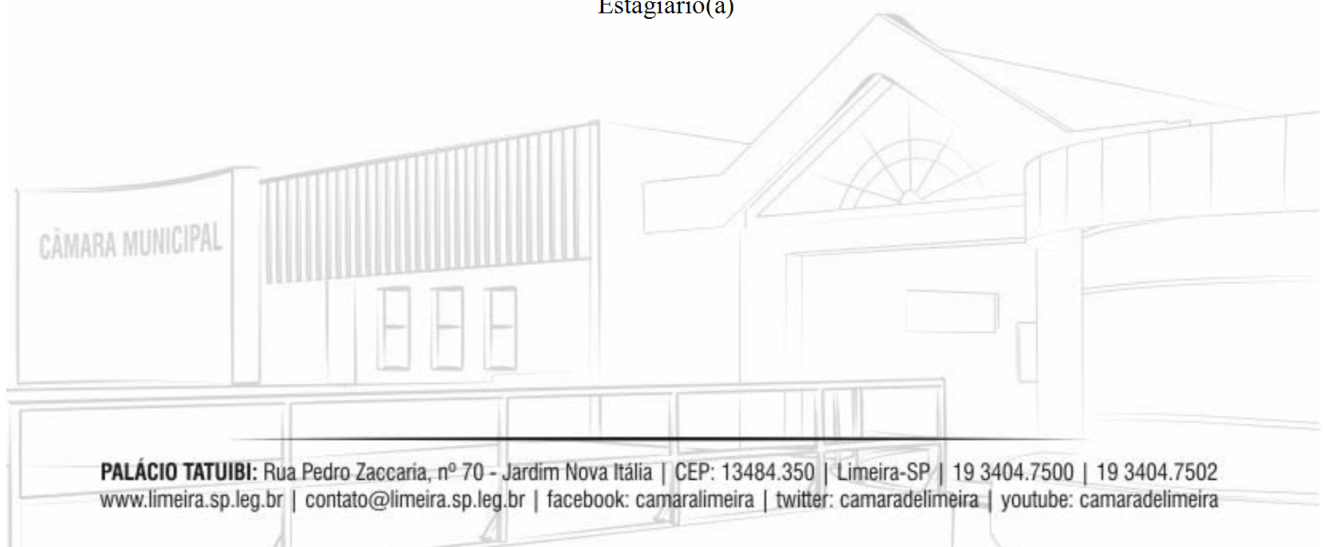 Estagiário(a)
CÂMARA MUNICIPAL
PALÁCIO TATUIBI: Rua Pedro Zaccaria, nº 70 - Jardim Nova Itália | CEP: 13484.350 | Limeira-SP | 19 3404.7500 | 19 3404.7502
www.limeira.sp.leg.br | contato@limeira.sp.leg.br | facebook: camaralimeira | twitter: camaradelimeira | youtube: camaradelimeira